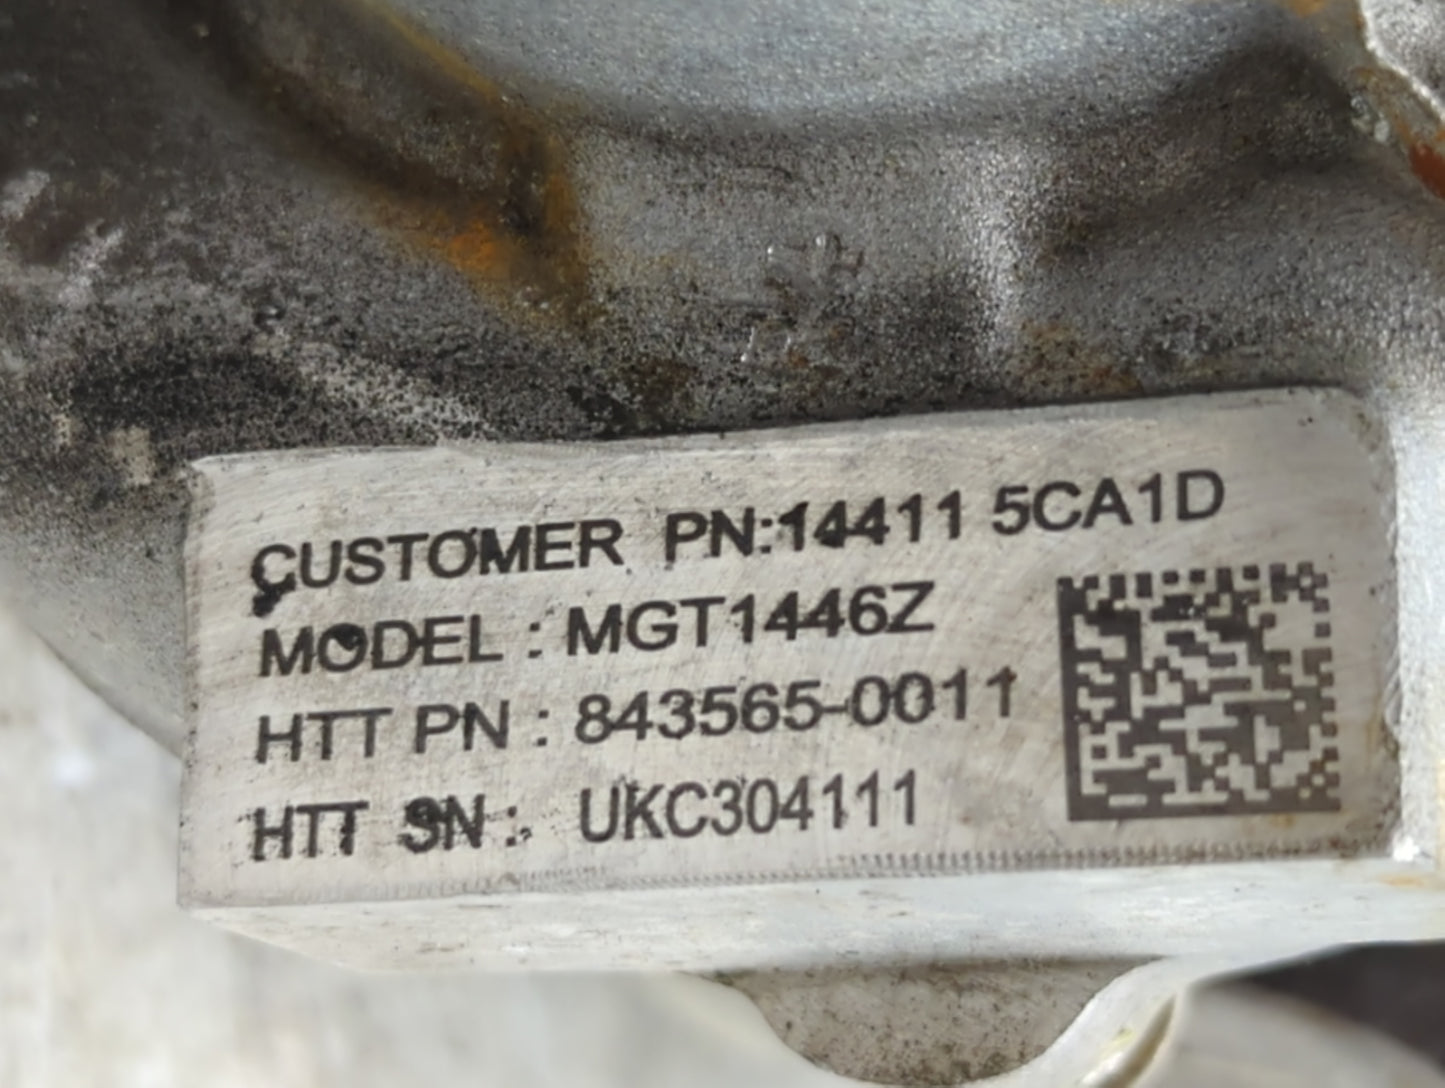 CUSTOMER PN:14411 5CA1D
MODEL : MGT1446Z
HTT PN : 843565-0011
HTT SN : UKC304111